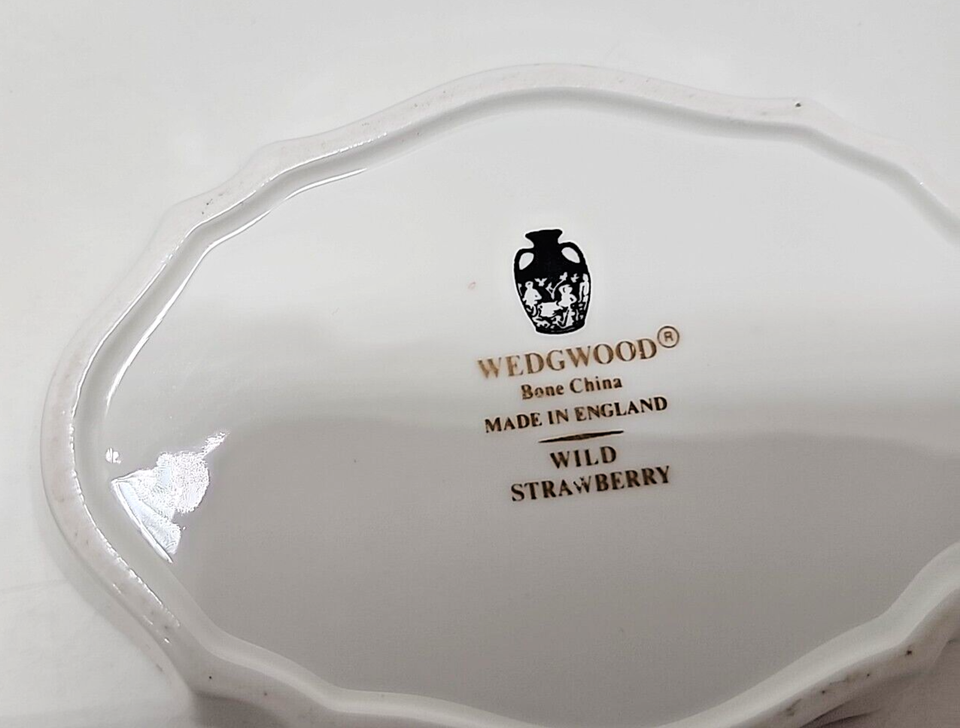 WEDGWOOD®
Bone China
MADE IN ENGLAND
WILD
STRAWBERRY